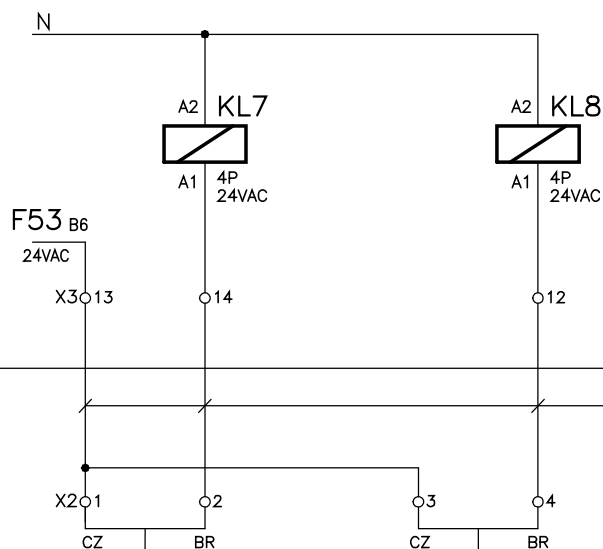 N
A2 KL7
A2 KL8
A1 4P
24VAC
A1 4P
24VAC
F53 B6
24VAC
X3 13 14 12
X2 1 2 3 4
CZ BR CZ BR